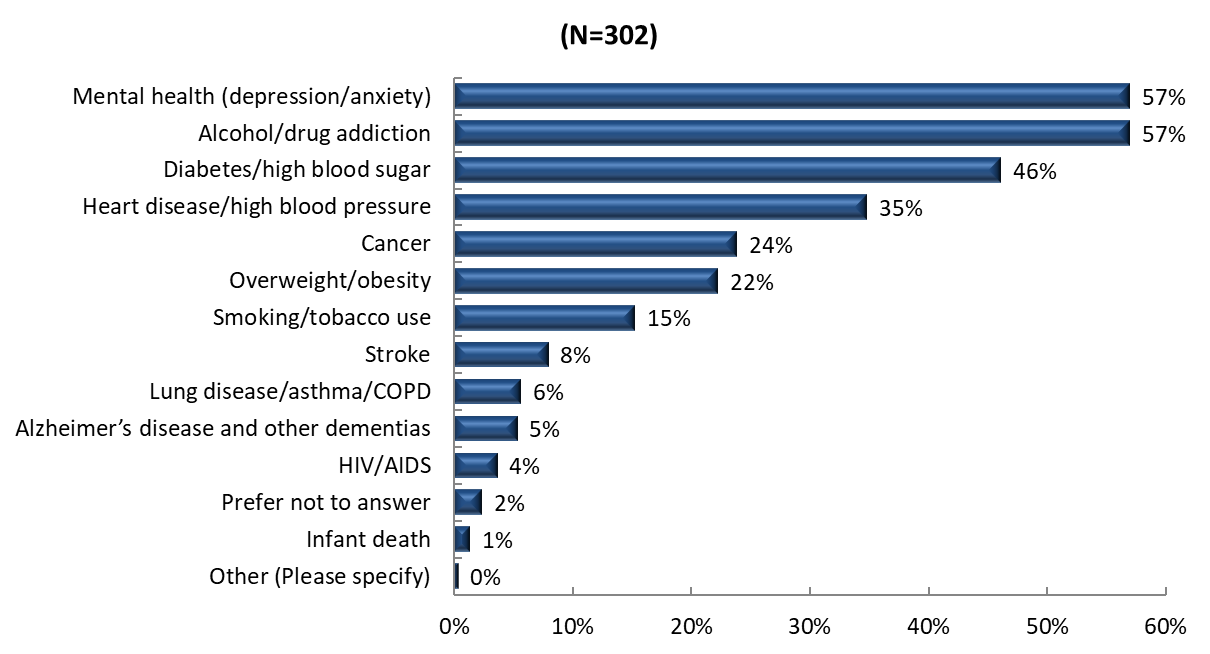 (N=302)
Mental health (depression/anxiety) 57%
Alcohol/drug addiction 57%
Diabetes/high blood sugar 46%
Heart disease/high blood pressure 35%
Cancer 24%
Overweight/obesity 22%
Smoking/tobacco use 15%
Stroke 8%
Lung disease/asthma/COPD 6%
Alzheimer’s disease and other dementias 5%
HIV/AIDS 4%
Prefer not to answer 2%
Infant death 1%
Other (Please specify) 0%
0% 10% 20% 30% 40% 50% 60%